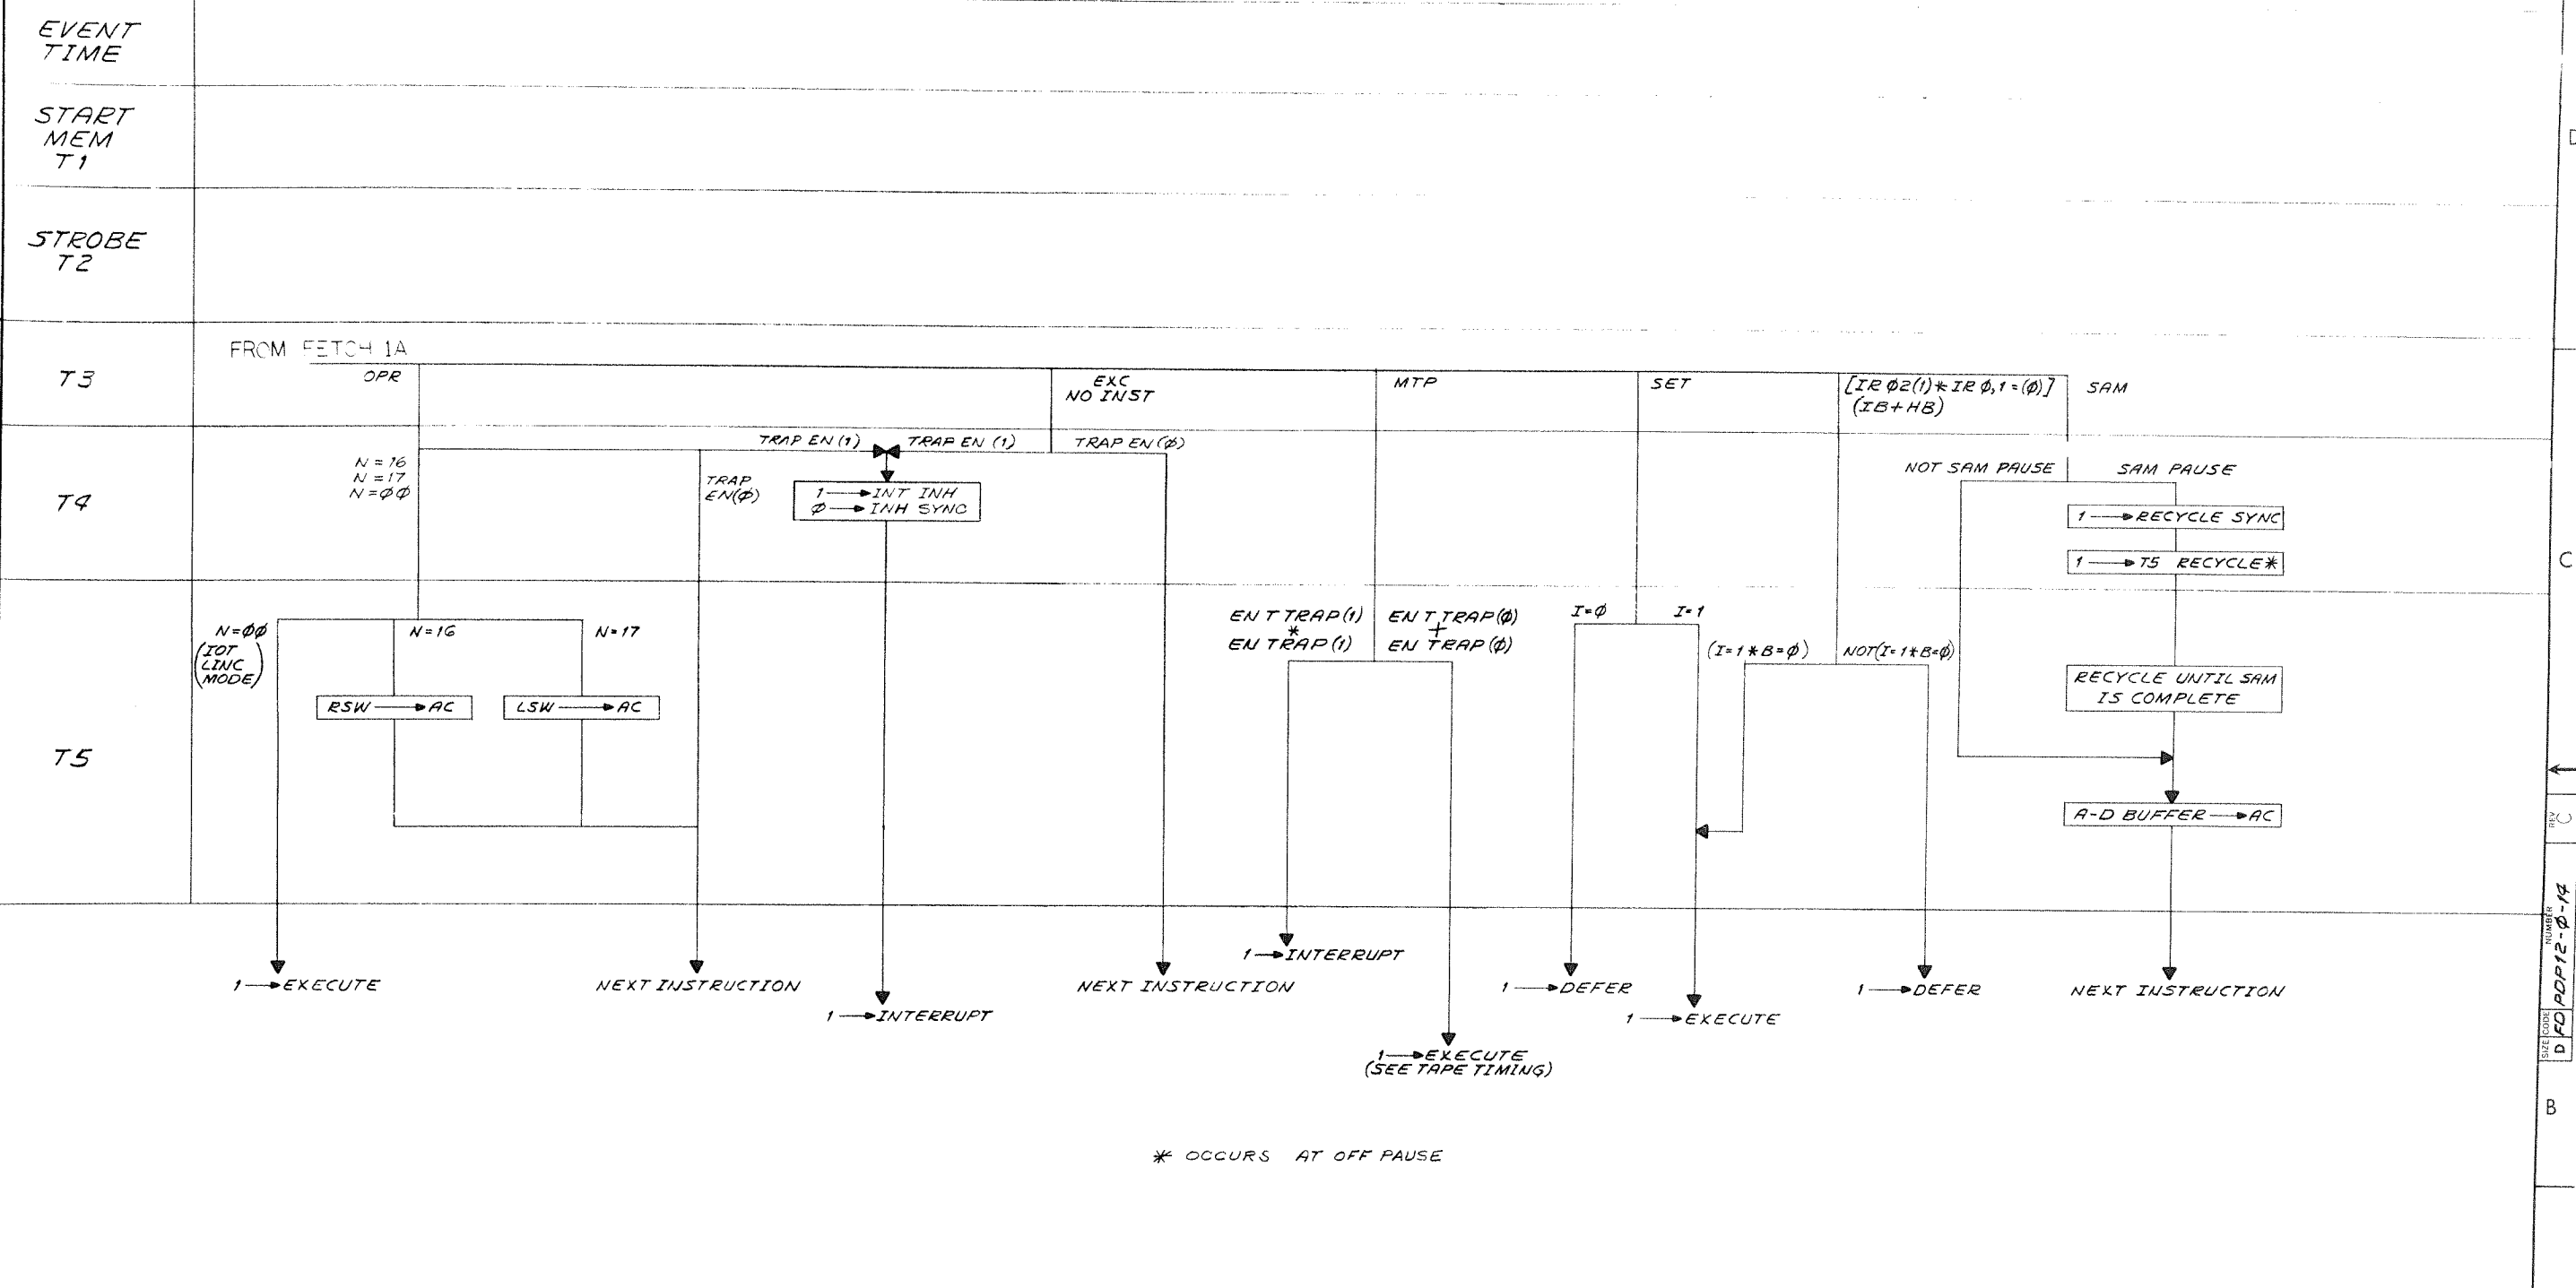 EVENT
TIME
START
MEM
T1
STROBE
T2
T3
T4
T5
FROM FETCH 1A
OPR
EXC
NO INST
MTP
SET
[IR Ø2(1)*IR Ø,1=(Ø)]
(IB+HB)
SAM
TRAP EN(1)
TRAP EN (1)
TRAP EN(Ø)
N=16
N=17
N=ØØ
TRAP
EN(Ø)
1→INT INH
Ø→INH SYNC
NOT SAM PAUSE
SAM PAUSE
1→RECYCLE SYNC
1→T5 RECYCLE*
N=ØØ
(IOT
LINC
MODE)
N=16
N=17
RSW→AC
LSW→AC
EN T TRAP(1)
*
EN TRAP(1)
EN T TRAP(Ø)
+
EN TRAP(Ø)
I=Ø
I=1
(I=1*B=Ø)
NOT(I=1*B=Ø)
RECYCLE UNTIL SAM
IS COMPLETE
A-D BUFFER→AC
1→EXECUTE
NEXT INSTRUCTION
1→INTERRUPT
NEXT INSTRUCTION
1→INTERRUPT
1→EXECUTE
(SEE TAPE TIMING)
1→DEFER
1→EXECUTE
1→DEFER
NEXT INSTRUCTION
* OCCURS AT OFF PAUSE
D
C
B
REV
C
NUMBER
PDP12-Ø-14
SIZE CODE
D FD